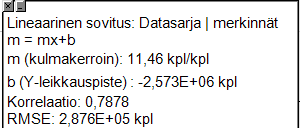 Lineaarinen sovitus: Datasarja | merkinnät
m = mx+b
m (kulmakerroin): 11,46 kpl/kpl
b (Y-leikkauspiste) : -2,573E+06 kpl
Korrelaatio: 0,7878
RMSE: 2,876E+05 kpl